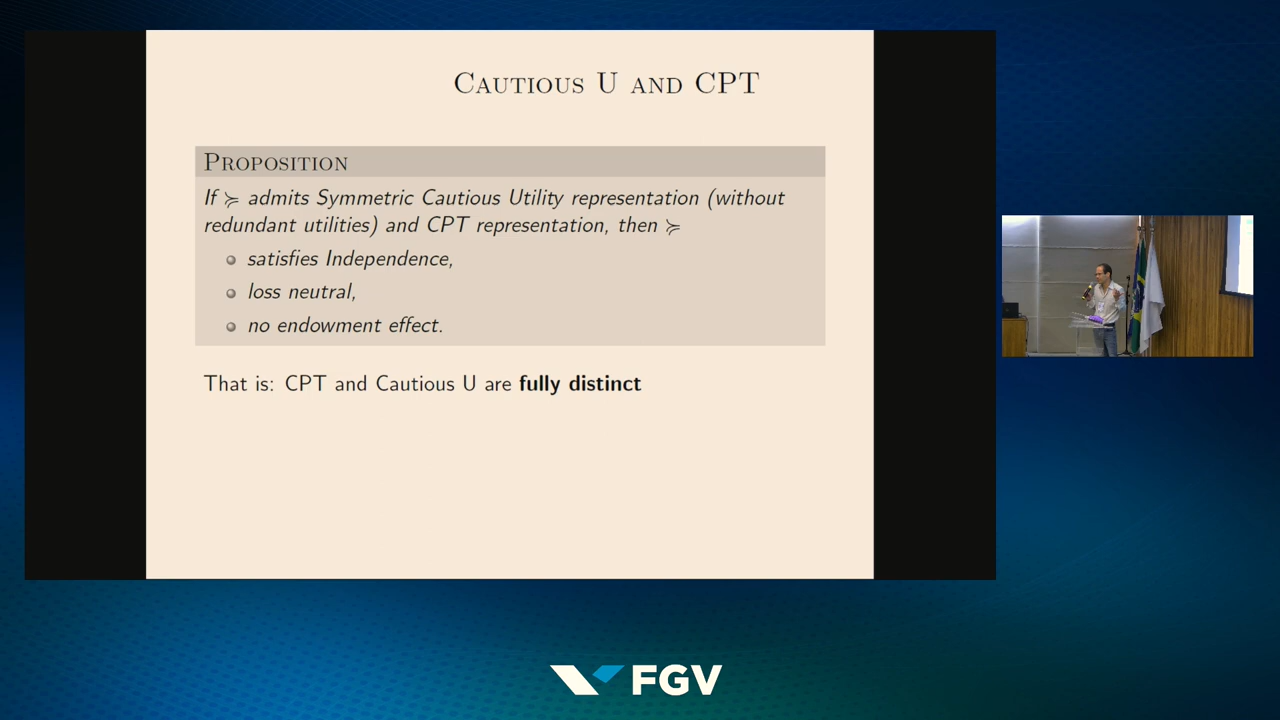 Cautious U and CPT
Proposition
If ≽ admits Symmetric Cautious Utility representation (without
redundant utilities) and CPT representation, then ≽
satisfies Independence,
loss neutral,
no endowment effect.
That is: CPT and Cautious U are fully distinct
FGV